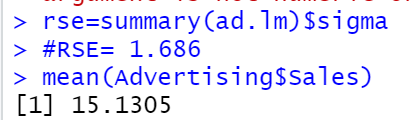 > rse=summary(ad.lm)$sigma
> #RSE= 1.686
> mean(Advertising$Sales)
[1] 15.1305